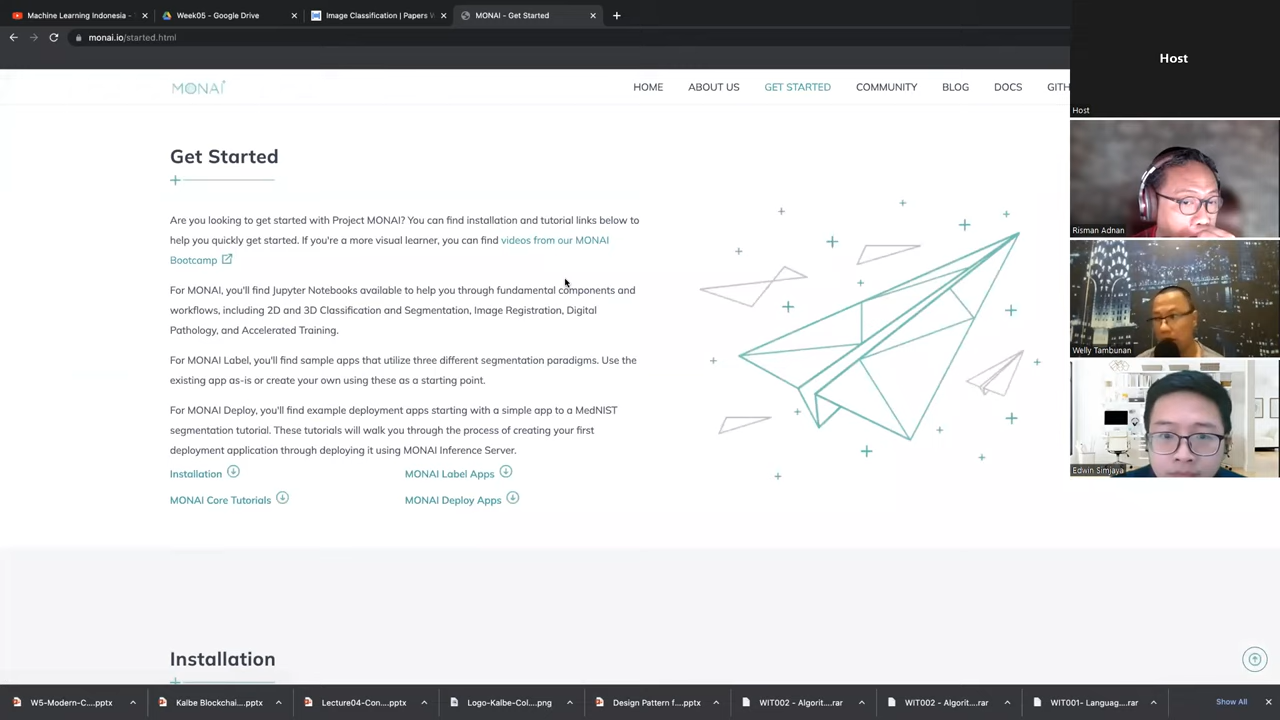 Machine Learning Indonesia -
Week05 - Google Drive
Image Classification | Papers W
MONAI - Get Started
monai.io/started.html
MONAI
HOME
ABOUT US
GET STARTED
COMMUNITY
BLOG
DOCS
GITH
Get Started
Are you looking to get started with Project MONAI? You can find installation and tutorial links below to
help you quickly get started. If you're a more visual learner, you can find videos from our MONAI
Bootcamp
For MONAI, you'll find Jupyter Notebooks available to help you through fundamental components and
workflows, including 2D and 3D Classification and Segmentation, Image Registration, Digital
Pathology, and Accelerated Training.
For MONAI Label, you'll find sample apps that utilize three different segmentation paradigms. Use the
existing app as-is or create your own using these as a starting point.
For MONAI Deploy, you'll find example deployment apps starting with a simple app to a MedNIST
segmentation tutorial. These tutorials will walk you through the process of creating your first
deployment application through deploying it using MONAI Inference Server.
Installation
MONAI Label Apps
MONAI Core Tutorials
MONAI Deploy Apps
Installation
Host
Host
Risman Adnan
Welly Tambunan
Edwin Simjaya
W5-Modern-C....pptx
Kalbe Blockchai....pptx
Lecture04-Con....pptx
Logo-Kalbe-Col....png
Design Pattern f....pptx
WIT002 - Algorit....rar
WIT002 - Algorit....rar
WIT001- Languag....rar
Show All